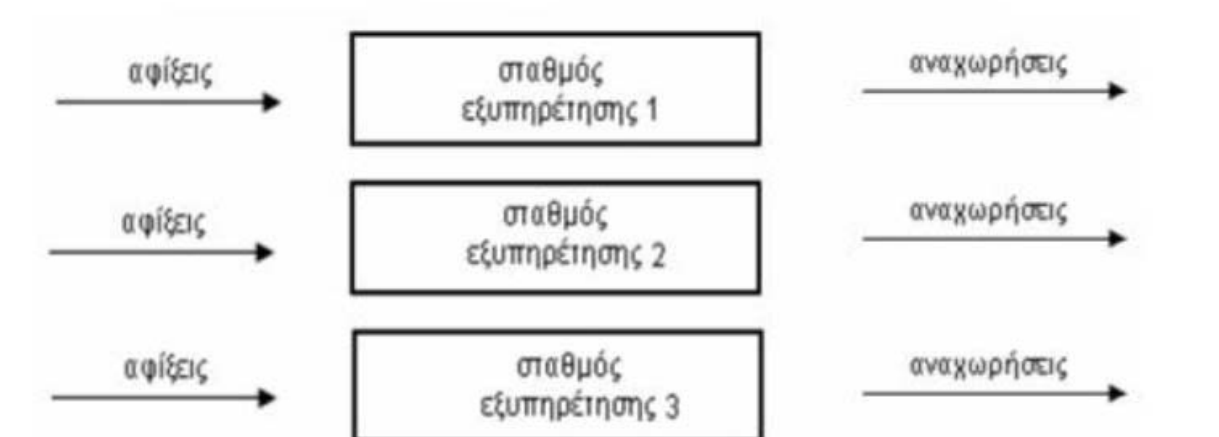 αφίξεις
σταθμός
εξυπηρέτησης 1
αναχωρήσεις
αφίξεις
σταθμός
εξυπηρέτησης 2
αναχωρήσεις
αφίξεις
σταθμός
εξυπηρέτησης 3
αναχωρήσεις